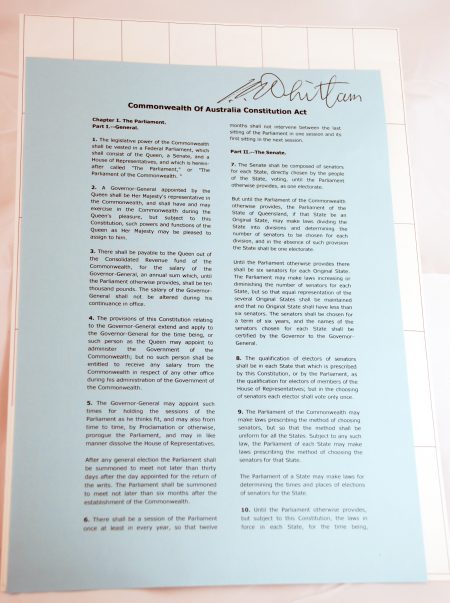 Whitlam
Commonwealth Of Australia Constitution Act
Chapter I. The Parliament.
Part I.—General.
1. The legislative power of the Commonwealth
shall be vested in a Federal Parliament, which
shall consist of the Queen, a Senate, and a
House of Representatives, and which is herein-
after called "The Parliament," or "The
Parliament of the Commonwealth. "
2. A Governor-General appointed by the
Queen shall be Her Majesty's representative in
the Commonwealth, and shall have and may
exercise in the Commonwealth during the
Queen's pleasure, but subject to this
Constitution, such powers and functions of the
Queen as Her Majesty may be pleased to
assign to him.
3. There shall be payable to the Queen out of
the Consolidated Revenue fund of the
Commonwealth, for the salary of the
Governor-General, an annual sum which, until
the Parliament otherwise provides, shall be ten
thousand pounds. The salary of the Governor-
General shall not be altered during his
continuance in office.
4. The provisions of this Constitution relating
to the Governor-General extend and apply to
the Governor-General for the time being, or
such person as the Queen may appoint to
administer the Government of the
Commonwealth; but no such person shall be
entitled to receive any salary from the
Commonwealth in respect of any other office
during his administration of the Government of
the Commonwealth.
5. The Governor-General may appoint such
times for holding the sessions of the
Parliament as he thinks fit, and may also from
time to time, by Proclamation or otherwise,
prorogue the Parliament, and may in like
manner dissolve the House of Representatives.
After any general election the Parliament shall
be summoned to meet not later than thirty
days after the day appointed for the return of
the writs. The Parliament shall be summoned
to meet not later than six months after the
establishment of the Commonwealth.
6. There shall be a session of the Parliament
once at least in every year, so that twelve
months shall not intervene between the last
sitting of the Parliament in one session and its
first sitting in the next session.
Part II.—The Senate.
7. The Senate shall be composed of senators
for each State, directly chosen by the people
of the State, voting, until the Parliament
otherwise provides, as one electorate.
But until the Parliament of the Commonwealth
otherwise provides, the Parliament of the
State of Queensland, if that State be an
Original State, may make laws dividing the
State into divisions and determining the
number of senators to be chosen for each
division, and in the absence of such provision
the State shall be one electorate.
Until the Parliament otherwise provides there
shall be six senators for each Original State.
The Parliament may make laws increasing or
diminishing the number of senators for each
State, but so that equal representation of the
several Original States shall be maintained
and that no Original State shall have less than
six senators. The senators shall be chosen for
a term of six years, and the names of the
senators chosen for each State shall be
certified by the Governor to the Governor-
General.
8. The qualification of electors of senators
shall be in each State that which is prescribed
by this Constitution, or by the Parliament, as
the qualification for electors of members of the
House of Representatives; but in the choosing
of senators each elector shall vote only once.
9. The Parliament of the Commonwealth may
make laws prescribing the method of choosing
senators, but so that the method shall be
uniform for all the States. Subject to any such
law, the Parliament of each State may make
laws prescribing the method of choosing the
senators for that State.
The Parliament of a State may make laws for
determining the times and places of elections
of senators for the State.
10. Until the Parliament otherwise provides,
but subject to this Constitution, the laws in
force in each State, for the time being,